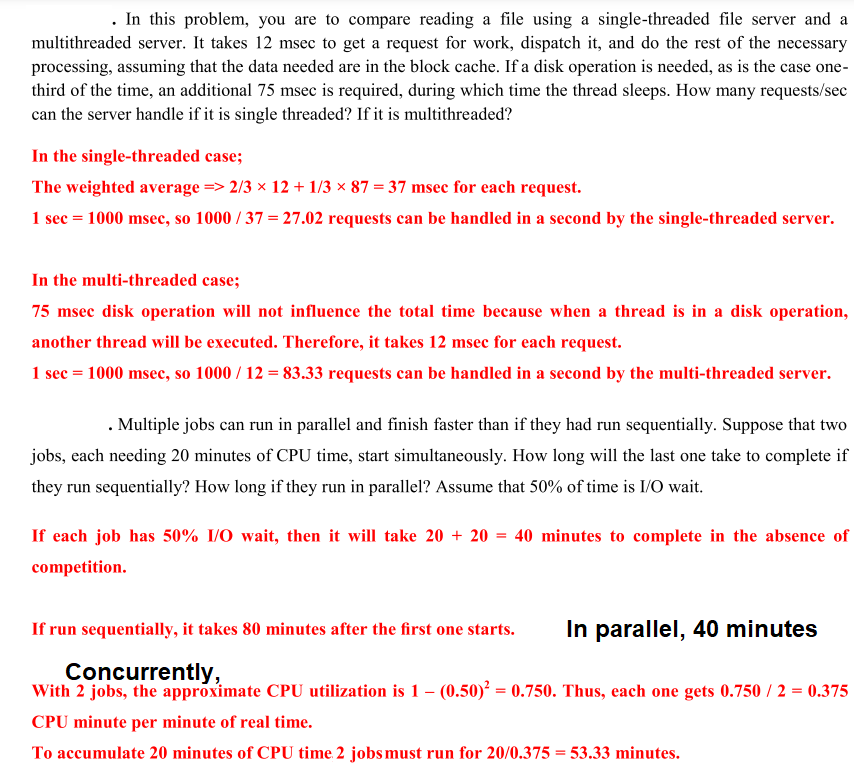 . In this problem, you are to compare reading a file using a single-threaded file server and a
multithreaded server. It takes 12 msec to get a request for work, dispatch it, and do the rest of the necessary
processing, assuming that the data needed are in the block cache. If a disk operation is needed, as is the case one-
third of the time, an additional 75 msec is required, during which time the thread sleeps. How many requests/sec
can the server handle if it is single threaded? If it is multithreaded?
In the single-threaded case;
The weighted average => 2/3 × 12 + 1/3 × 87 = 37 msec for each request.
1 sec = 1000 msec, so 1000 / 37 = 27.02 requests can be handled in a second by the single-threaded server.
In the multi-threaded case;
75 msec disk operation will not influence the total time because when a thread is in a disk operation,
another thread will be executed. Therefore, it takes 12 msec for each request.
1 sec = 1000 msec, so 1000 / 12 = 83.33 requests can be handled in a second by the multi-threaded server.
. Multiple jobs can run in parallel and finish faster than if they had run sequentially. Suppose that two
jobs, each needing 20 minutes of CPU time, start simultaneously. How long will the last one take to complete if
they run sequentially? How long if they run in parallel? Assume that 50% of time is I/O wait.
If each job has 50% I/O wait, then it will take 20 + 20 = 40 minutes to complete in the absence of
competition.
If run sequentially, it takes 80 minutes after the first one starts. In parallel, 40 minutes
Concurrently,
With 2 jobs, the approximate CPU utilization is 1 – (0.50)² = 0.750. Thus, each one gets 0.750 / 2 = 0.375
CPU minute per minute of real time.
To accumulate 20 minutes of CPU time 2 jobs must run for 20/0.375 = 53.33 minutes.